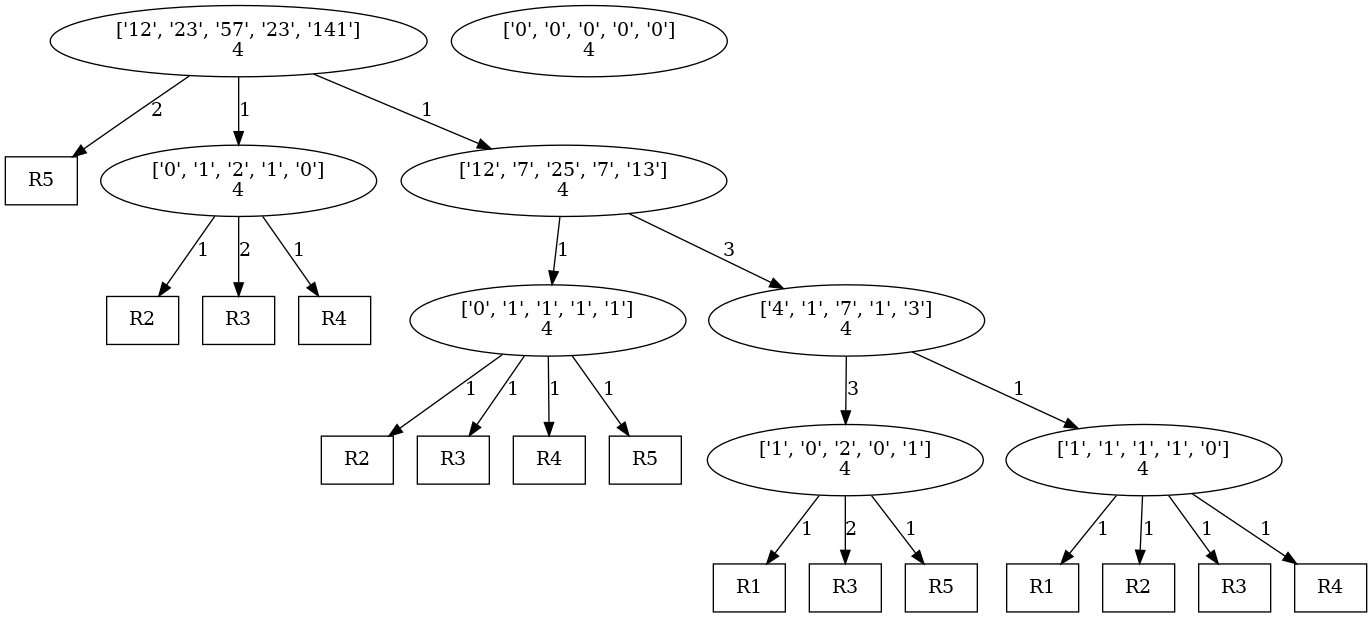 ['12', '23', '57', '23', '141']
4
['0', '0', '0', '0', '0']
4
2
1
1
R5
['0', '1', '2', '1', '0']
4
['12', '7', '25', '7', '13']
4
1
2
1
1
3
R2
R3
R4
['0', '1', '1', '1', '1']
4
['4', '1', '7', '1', '3']
4
1
1
1
1
3
1
R2
R3
R4
R5
['1', '0', '2', '0', '1']
4
['1', '1', '1', '1', '0']
4
1
2
1
1
1
1
1
R1
R3
R5
R1
R2
R3
R4